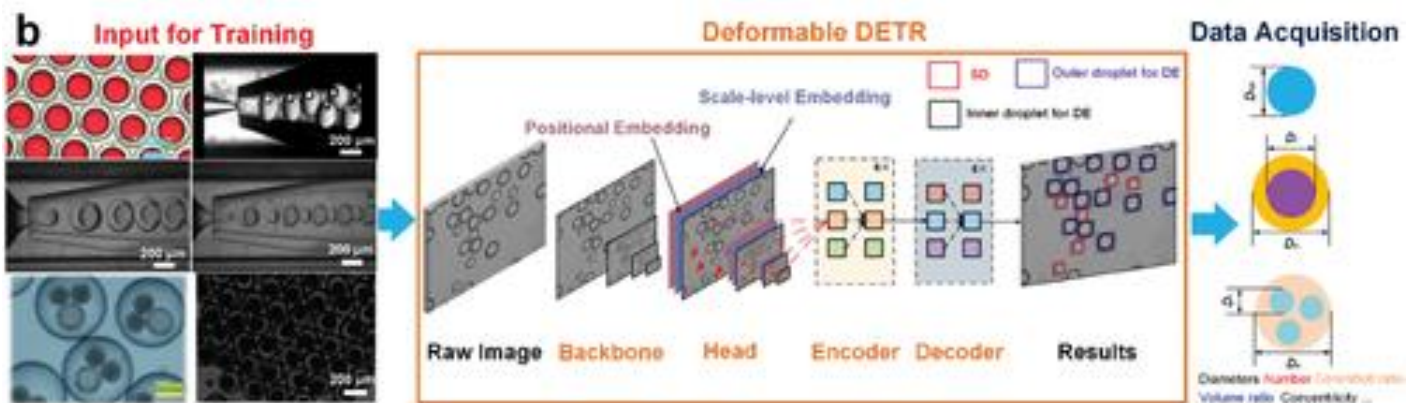 b
Input for Training
Deformable DETR
Data Acquisition
SD
Outer droplet for DE
Inner droplet for DE
Scale-level Embedding
Positional Embedding
200 μm
200 μm
200 μm
200 μm
Raw Image
Backbone
Head
Encoder
Decoder
Results
Diameters Number
Volume ratio Concentricity ...